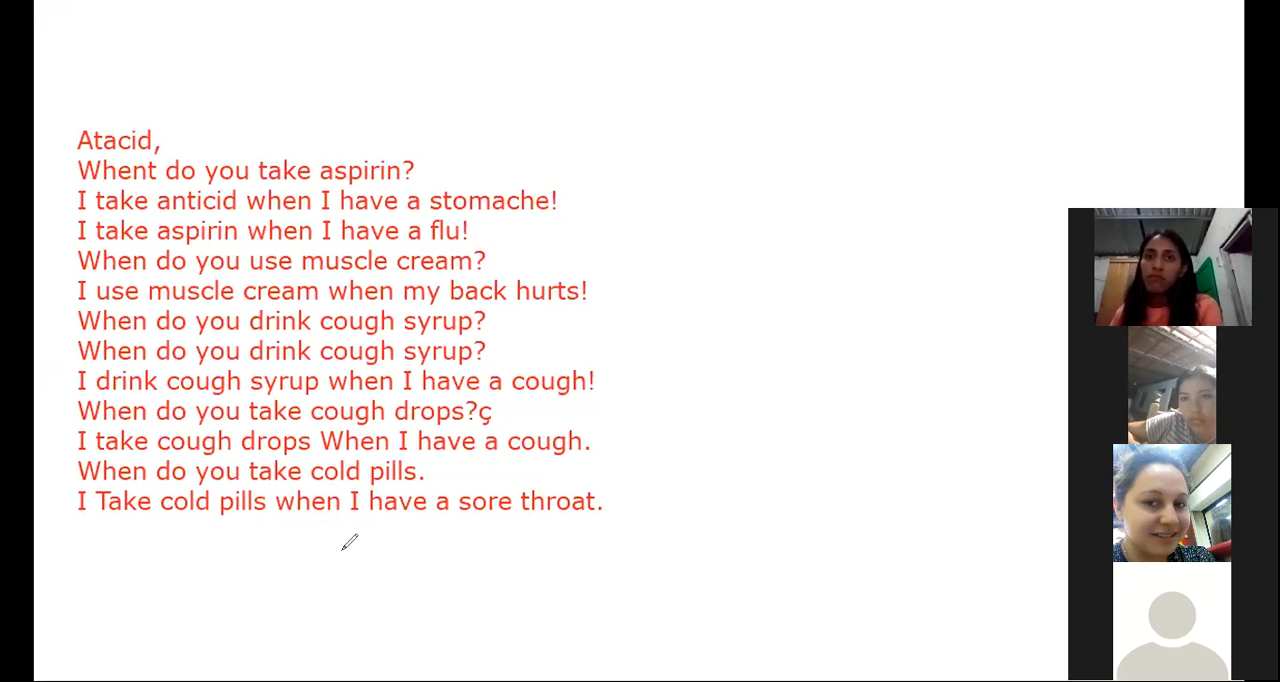 Atacid,
Whent do you take aspirin?
I take anticid when I have a stomache!
I take aspirin when I have a flu!
When do you use muscle cream?
I use muscle cream when my back hurts!
When do you drink cough syrup?
When do you drink cough syrup?
I drink cough syrup when I have a cough!
When do you take cough drops?ç
I take cough drops When I have a cough.
When do you take cold pills.
I Take cold pills when I have a sore throat.